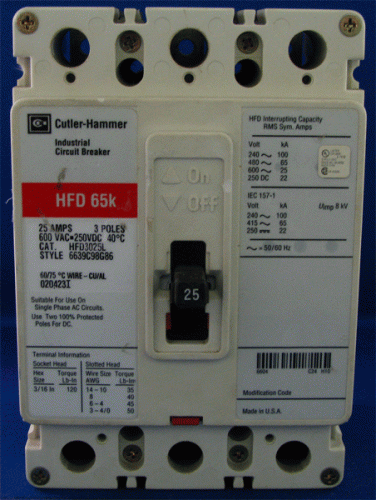 Cutler-Hammer
Industrial
Circuit Breaker
HFD 65k
25 AMPS 3 POLES
600 VAC•250VDC 40°C
CAT. HFD3025L
STYLE 6639C98G86
60/75 °C WIRE-CU/AL
020423I
Suitable For Use On
Single Phase AC Circuits.
Use Two 100% Protected
Poles For DC.
Terminal Information
Socket Head Slotted Head
Hex Size Torque Lb-In Wire Size AWG Torque Lb-In
3/16 In 120 14-10 35
8 40
6-4 45
3-4/0 50
On
OFF
25
HFD Interrupting Capacity
RMS Sym. Amps
Volt kA
240 ~ 100
480 ~ 65
600 ~ 25
250 DC 22
IEC 157-1
Volt kA Uimp 8 kV
240 ~ 100
415 ~ 65
250 22
~ = 50/60 Hz
Modification Code
Made in U.S.A.